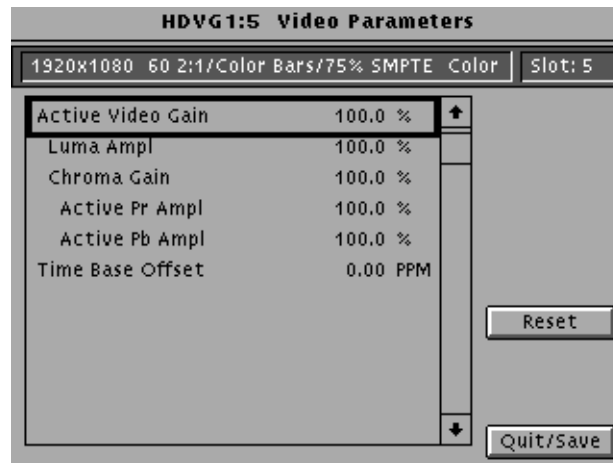 HDVG1:5 Video Parameters
1920x1080 60 2:1/Color Bars/75% SMPTE Color Slot: 5
Active Video Gain 100.0 %
Luma Ampl 100.0 %
Chroma Gain 100.0 %
Active Pr Ampl 100.0 %
Active Pb Ampl 100.0 %
Time Base Offset 0.00 PPM
Reset
Quit/Save